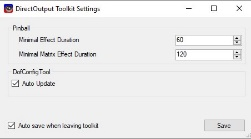 DirectOutput Toolkit Settings
Pinball
Minimal Effect Duration 60
Minimal Matrix Effect Duration 120
DofConfigTool
Auto Update
Auto save when leaving toolkit Save